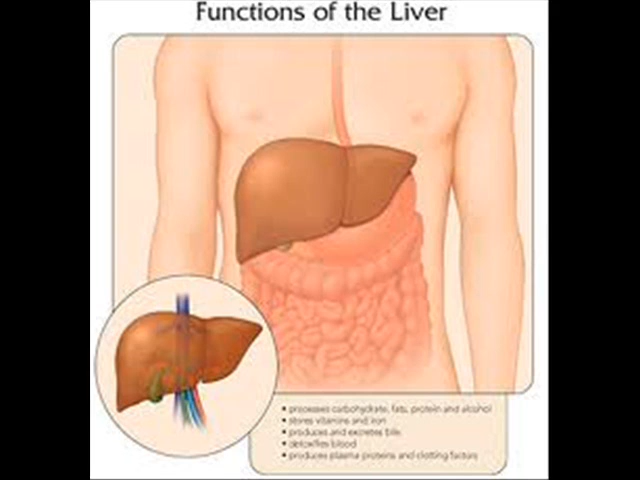 Functions of the Liver
• processes carbohydrate, fats, protein and alcohol
• stores vitamins and iron
• produces and excretes bile
• detoxifies blood
• produces plasma proteins and clotting factors